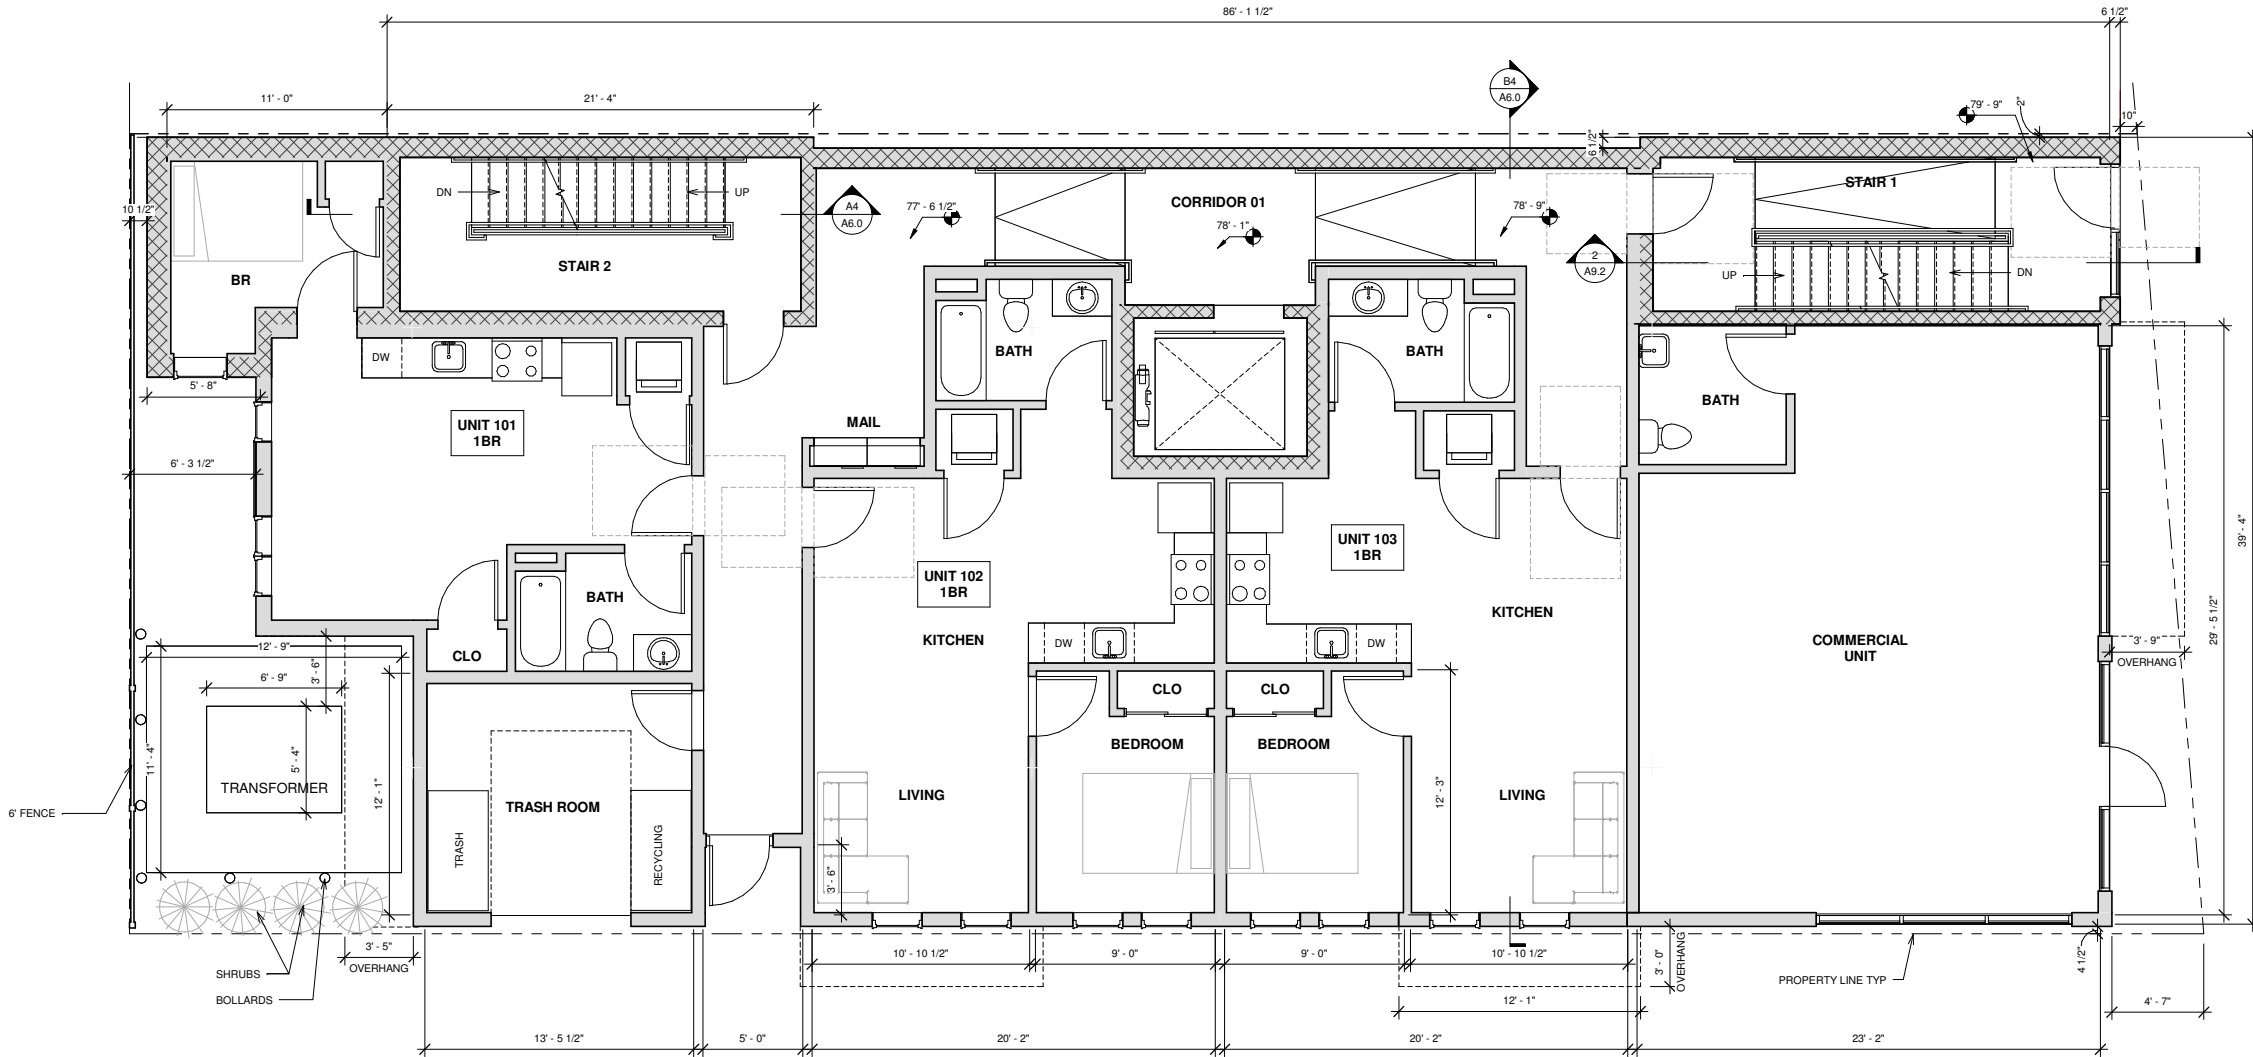 86' - 1 1/2"
6 1/2"
11' - 0"
21' - 4"
B4
A6.0
79' - 9"
2"
10"
6 1/2"
10 1/2"
DN
UP
A4
A6.0
77' - 6 1/2"
CORRIDOR 01
78' - 1"
78' - 9"
STAIR 1
2
A9.2
UP
DN
BR
STAIR 2
5' - 8"
DW
BATH
BATH
BATH
UNIT 101
1BR
MAIL
6' - 3 1/2"
39' - 4"
UNIT 102
1BR
UNIT 103
1BR
BATH
KITCHEN
KITCHEN
COMMERCIAL
UNIT
29' - 5 1/2"
3' - 9"
OVERHANG
12' - 9"
3' - 6"
CLO
DW
DW
6' - 9"
CLO
CLO
BEDROOM
BEDROOM
11' - 4"
5' - 4"
12' - 1"
TRANSFORMER
6' FENCE
TRASH ROOM
TRASH
RECYCLING
LIVING
LIVING
12' - 3"
3' - 6"
3' - 5"
OVERHANG
SHRUBS
BOLLARDS
10' - 10 1/2"
9' - 0"
9' - 0"
10' - 10 1/2"
3' - 0"
OVERHANG
PROPERTY LINE TYP
4 1/2"
12' - 1"
4' - 7"
13' - 5 1/2"
5' - 0"
20' - 2"
20' - 2"
23' - 2"